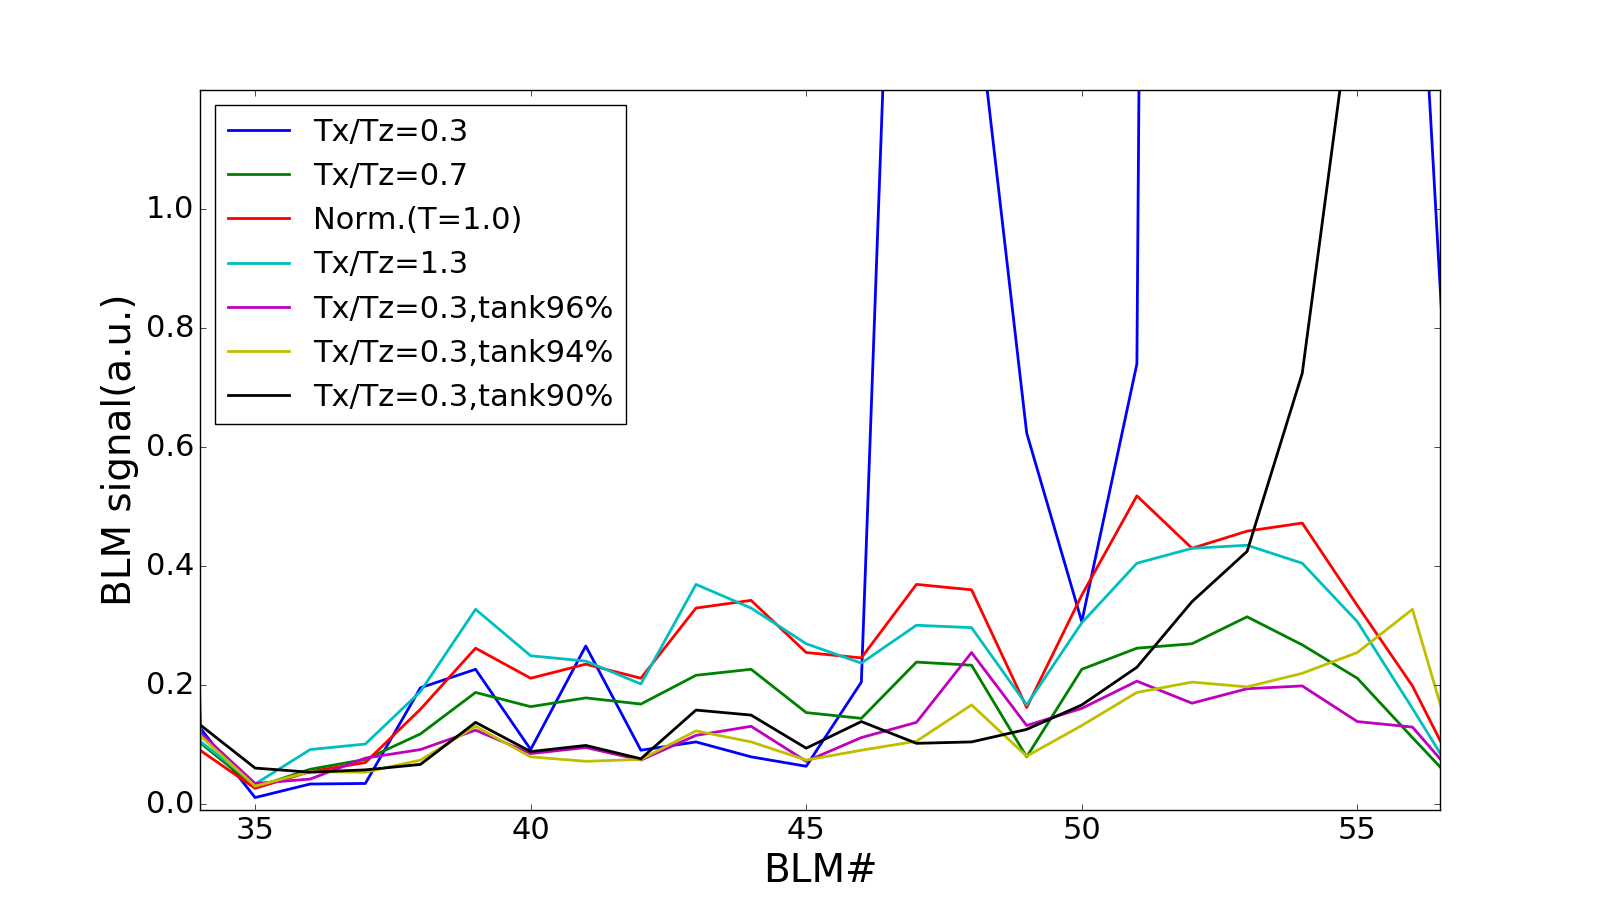 Tx/Tz=0.3
Tx/Tz=0.7
Norm.(T=1.0)
Tx/Tz=1.3
Tx/Tz=0.3,tank96%
Tx/Tz=0.3,tank94%
Tx/Tz=0.3,tank90%
BLM signal(a.u.)
1.0
0.8
0.6
0.4
0.2
0.0
35 40 45 50 55
BLM#